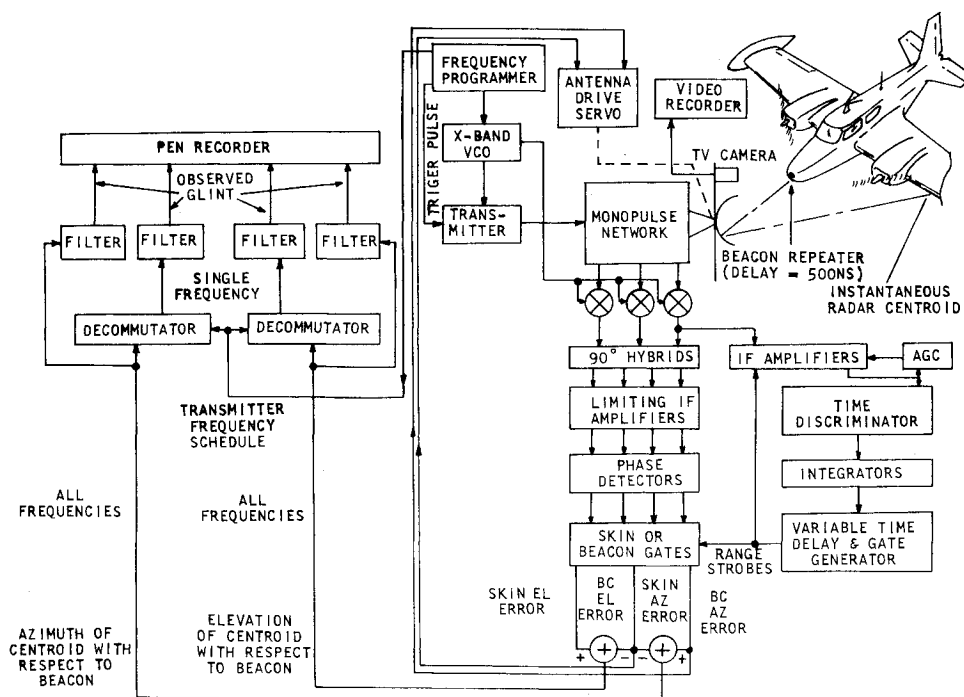 FREQUENCY
PROGRAMMER
ANTENNA
DRIVE
SERVO
VIDEO
RECORDER
TRIGER PULSE
X-BAND
VCO
TV CAMERA
PEN RECORDER
OBSERVED
GLINT
TRANS-
MITTER
MONOPULSE
NETWORK
FILTER
FILTER
FILTER
FILTER
BEACON REPEATER
(DELAY = 500NS)
INSTANTANEOUS
RADAR CENTROID
SINGLE
FREQUENCY
DECOMMUTATOR
DECOMMUTATOR
90° HYBRIDS
IF AMPLIFIERS
AGC
TRANSMITTER
FREQUENCY
SCHEDULE
LIMITING IF
AMPLIFIERS
TIME
DISCRIMINATOR
PHASE
DETECTORS
INTEGRATORS
ALL
FREQUENCIES
ALL
FREQUENCIES
SKIN OR
BEACON GATES
RANGE
STROBES
VARIABLE TIME
DELAY & GATE
GENERATOR
SKIN EL
ERROR
BC
EL
ERROR
SKIN
AZ
ERROR
BC
AZ
ERROR
AZIMUTH OF
CENTROID WITH
RESPECT TO
BEACON
ELEVATION
OF CENTROID
WITH RESPECT
TO BEACON
+ − − +